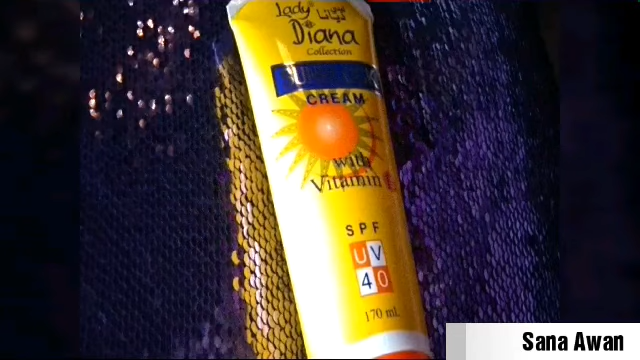 Lady
Diana
Collection
CREAM
with
Vitamin
SPF
UV
40
170 mL
Sana Awan